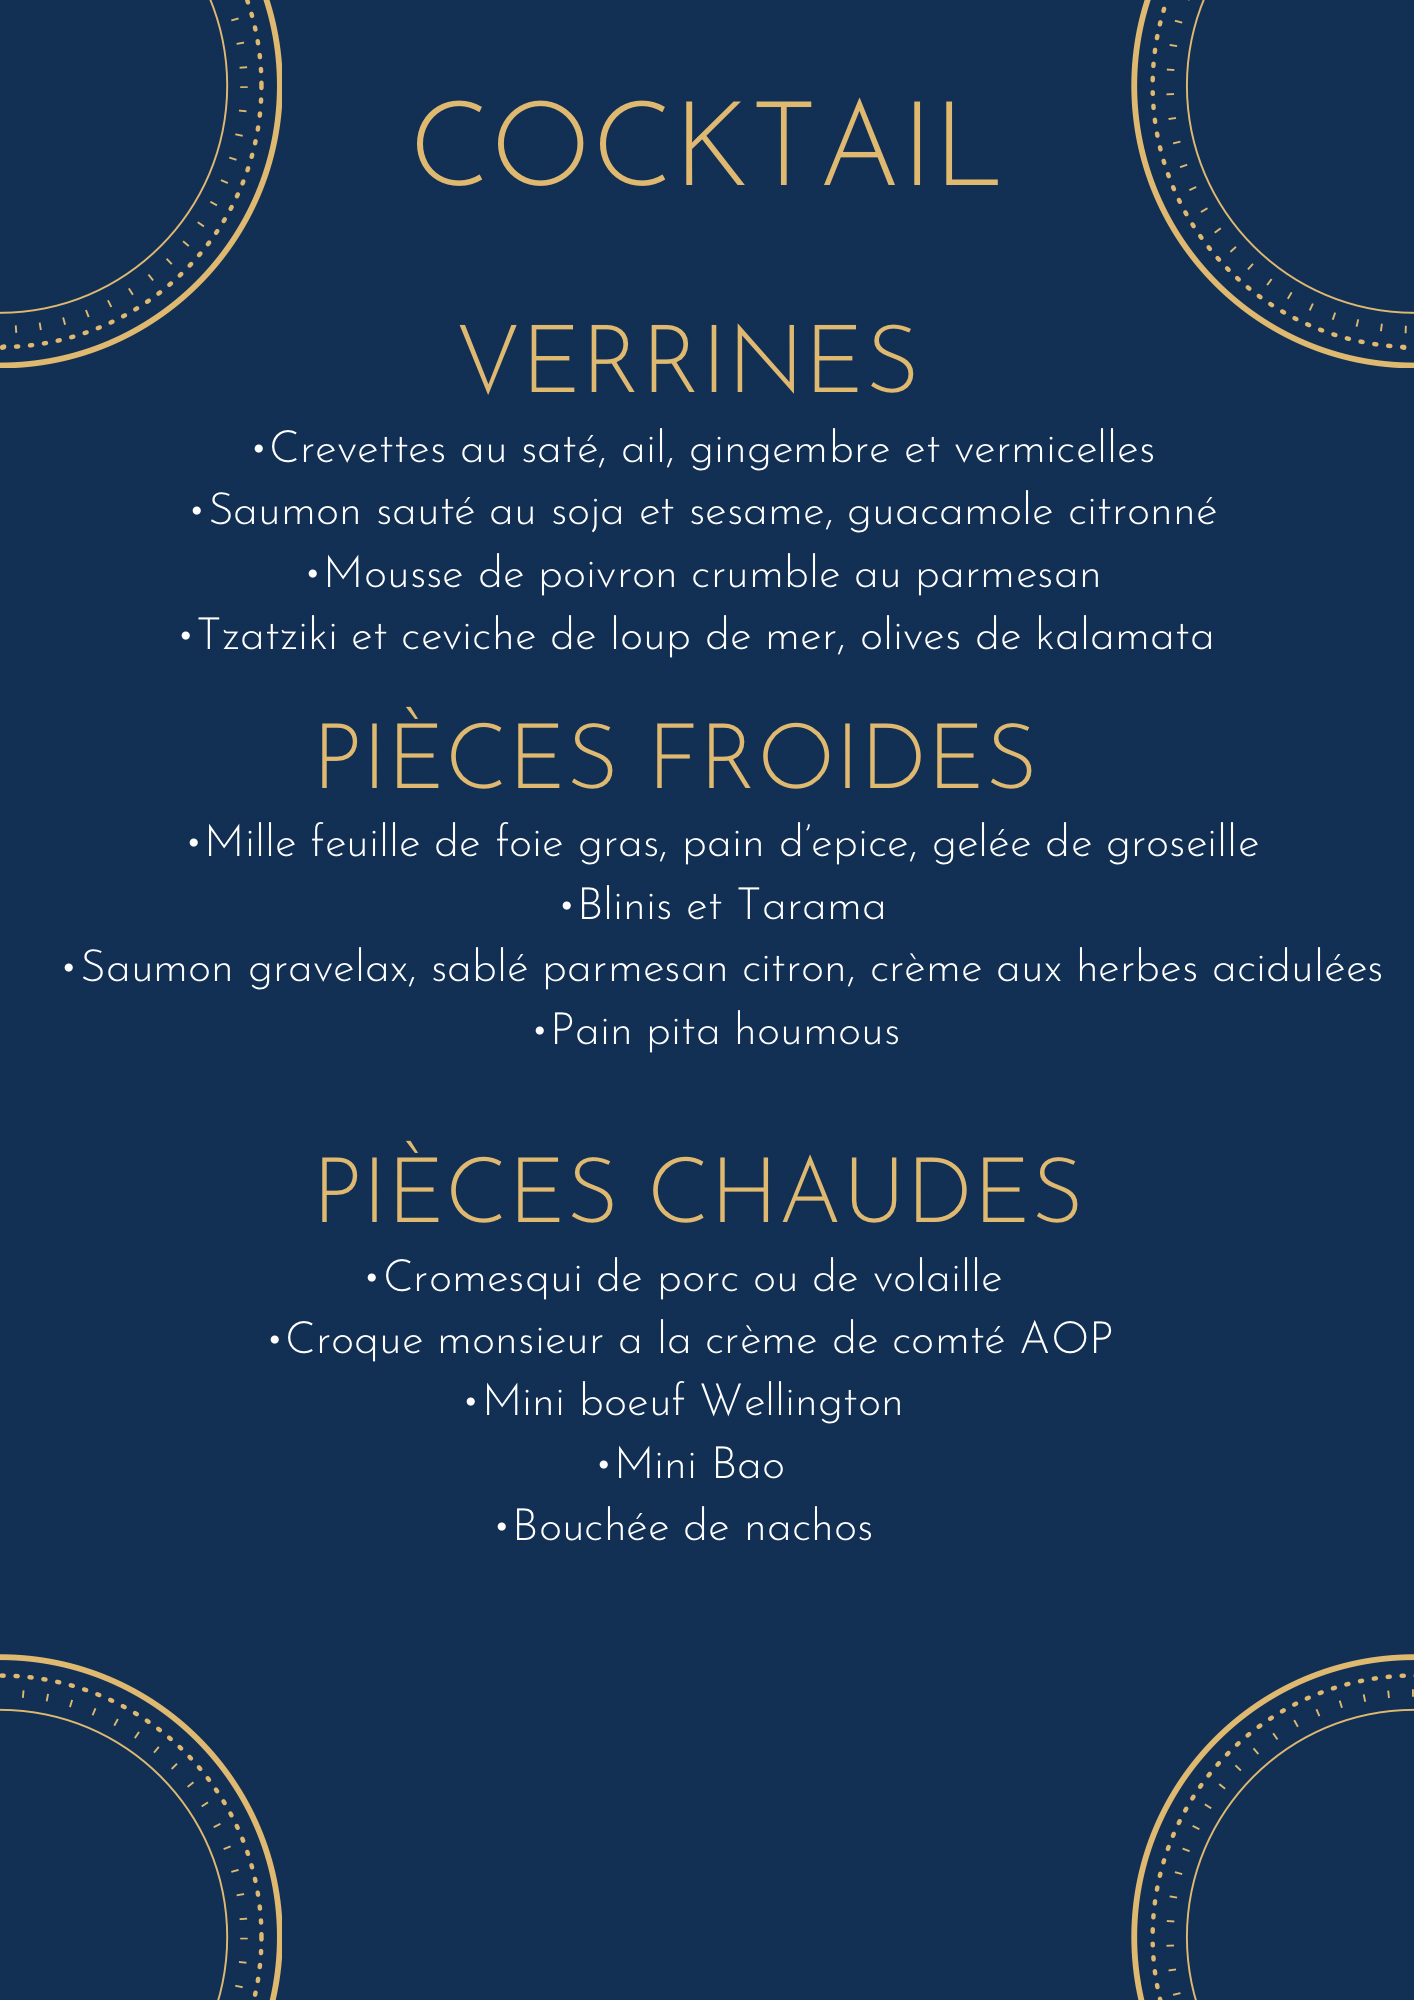 COCKTAIL
VERRINES
•Crevettes au saté, ail, gingembre et vermicelles
•Saumon sauté au soja et sesame, guacamole citronné
•Mousse de poivron crumble au parmesan
•Tzatziki et ceviche de loup de mer, olives de kalamata
PIÈCES FROIDES
•Mille feuille de foie gras, pain d'epice, gelée de groseille
•Blinis et Tarama
•Saumon gravelax, sablé parmesan citron, crème aux herbes acidulées
•Pain pita houmous
PIÈCES CHAUDES
•Cromesqui de porc ou de volaille
•Croque monsieur a la crème de comté AOP
•Mini boeuf Wellington
•Mini Bao
•Bouchée de nachos